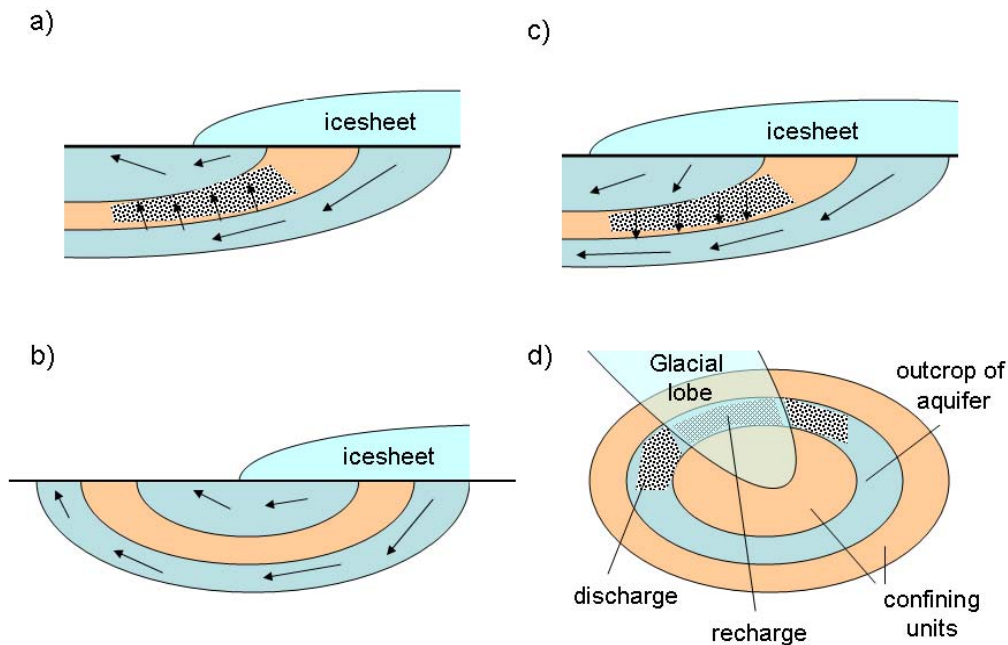 a)
icesheet
c)
icesheet
b)
icesheet
d)
Glacial
lobe
outcrop of
aquifer
discharge
recharge
confining
units